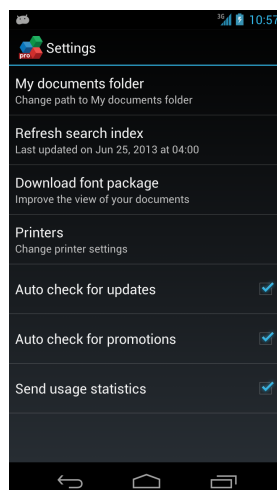 3G 10:57
pro Settings
My documents folder
Change path to My documents folder
Refresh search index
Last updated on Jun 25, 2013 at 04:00
Download font package
Improve the view of your documents
Printers
Change printer settings
Auto check for updates
Auto check for promotions
Send usage statistics